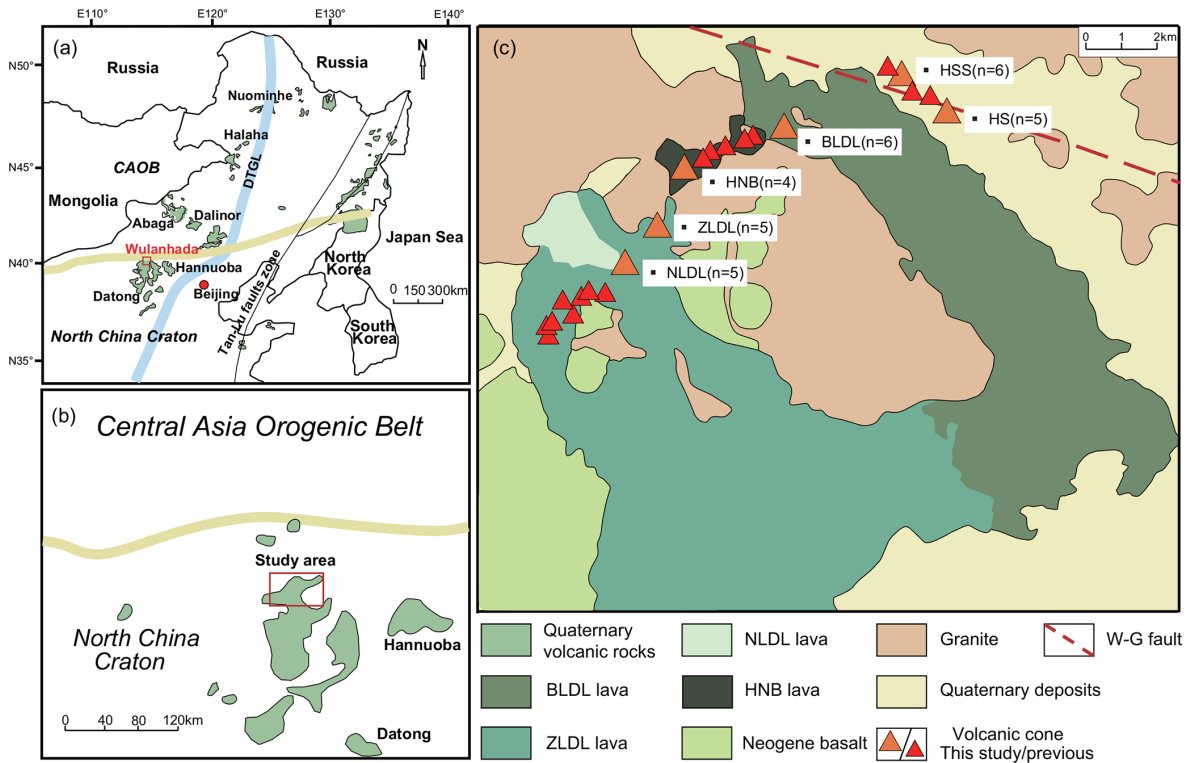 E110° E120° E130° E140°
(a)
N
Russia
Russia
N50°
Nuominhe
Halaha
N45°
CAOB
DTGL
Mongolia
Abaga
Dalinor
Wulanhada
Japan Sea
N40°
Hannuoba
North
Korea
Datong
Beijing
0 150 300km
Tan-Lu faults zone
North China Craton
South
Korea
N35°
(b)
Central Asia Orogenic Belt
Study area
North China
Craton
Hannuoba
0 40 80 120km
Datong
(c)
0 1 2km
HSS(n=6)
HS(n=5)
BLDL(n=6)
HNB(n=4)
ZLDL(n=5)
NLDL(n=5)
Quaternary
volcanic rocks
NLDL lava
Granite
W-G fault
BLDL lava
HNB lava
Quaternary deposits
ZLDL lava
Neogene basalt
Volcanic cone
This study/previous